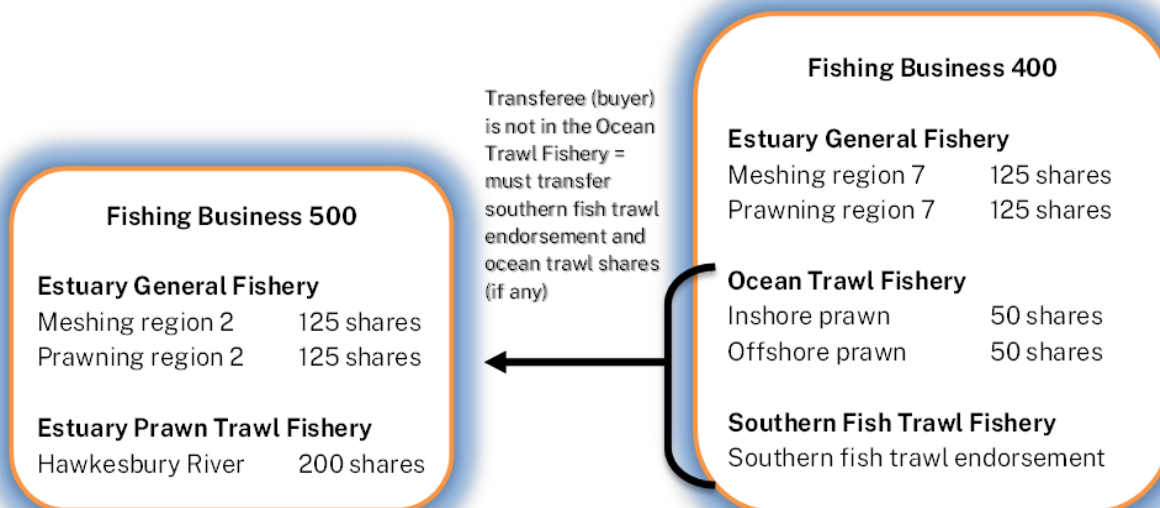 Fishing Business 500
Estuary General Fishery
Meshing region 2 125 shares
Prawning region 2 125 shares
Estuary Prawn Trawl Fishery
Hawkesbury River 200 shares
Transferee (buyer)
is not in the Ocean
Trawl Fishery =
must transfer
southern fish trawl
endorsement and
ocean trawl shares
(if any)
Fishing Business 400
Estuary General Fishery
Meshing region 7 125 shares
Prawning region 7 125 shares
Ocean Trawl Fishery
Inshore prawn 50 shares
Offshore prawn 50 shares
Southern Fish Trawl Fishery
Southern fish trawl endorsement